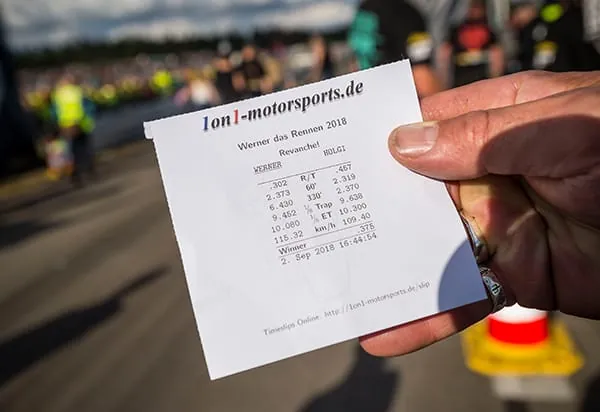 1on1-motorsports.de
Werner das Rennen 2018
Revanche!
WERNER HOLGI
.302 R/T .457
2.373 60' 2.319
6.430 330' 2.370
9.452 ⅛ Trap 9.638
10.080 ⅛ ET 10.300
115.32 km/h 109.40
Winner .375
2. Sep 2018 16:44:54
Timeslips Online: http://1on1-motorsports.de/slip